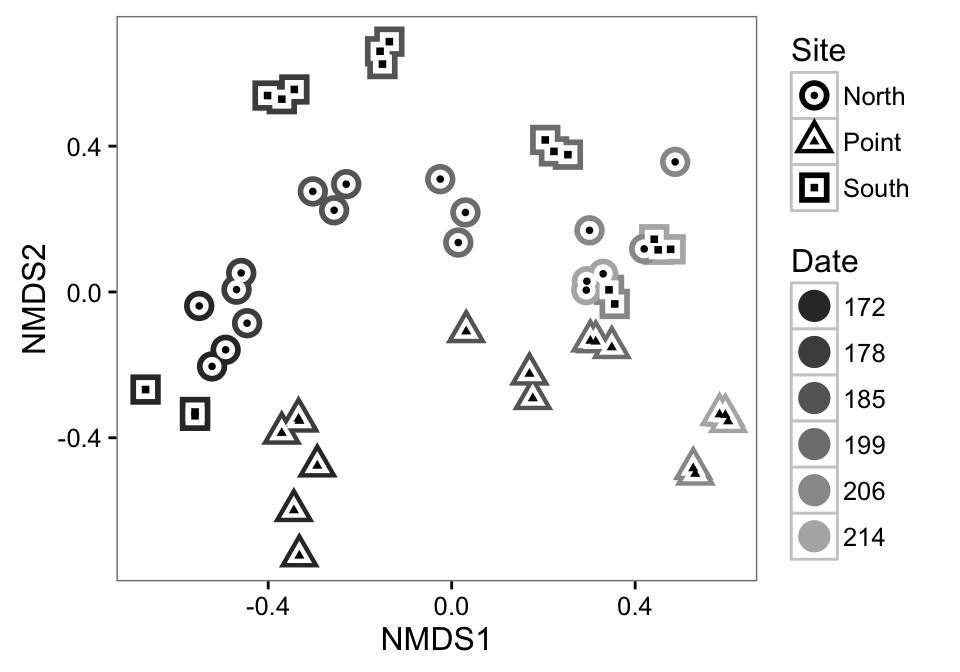 Site
North
Point
South
Date
172
178
185
199
206
214
0.4
0.0
-0.4
NMDS2
-0.4 0.0 0.4
NMDS1